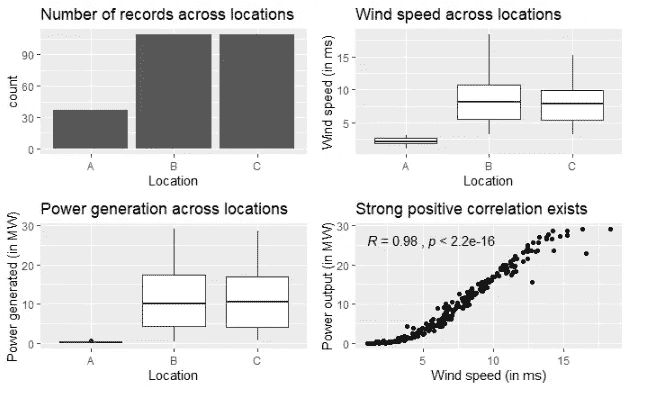 Number of records across locations
count
90
60
30
0
A B C
Location
Wind speed across locations
Wind speed (in ms)
15
10
5
A B C
Location
Power generation across locations
Power generated (in MW)
30
20
10
0
A B C
Location
Strong positive correlation exists
R = 0.98 , p < 2.2e-16
Power output (in MW)
30
20
10
0
5 10 15
Wind speed (in ms)